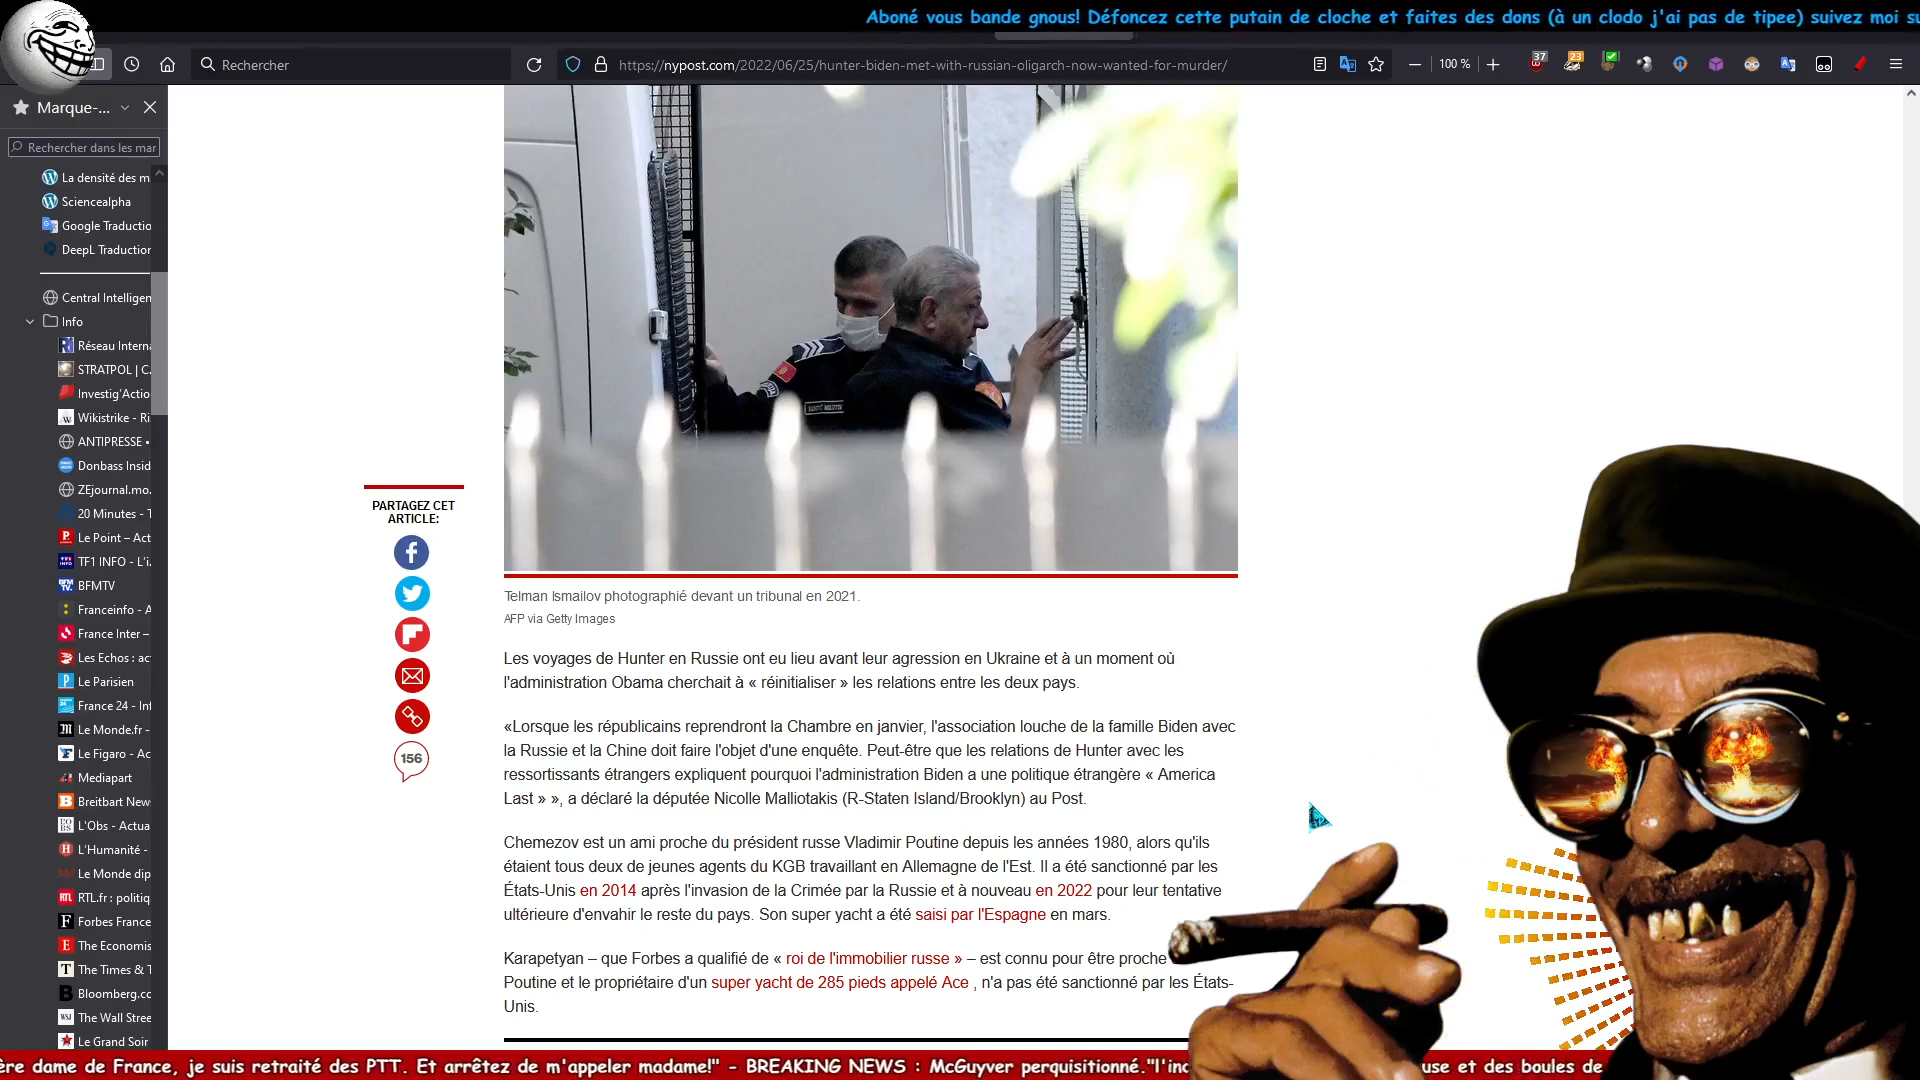 Aboné vous bande gnous! Défoncez cette putain de cloche et faites des dons (à un clodo j'ai pas de tipee) suivez moi su
Rechercher
https://nypost.com/2022/06/25/hunter-biden-met-with-russian-oligarch-now-wanted-for-murder/
100 %
37
23
Marque-...
Rechercher dans les mar
La densité des m
Sciencealpha
Google Traductio
DeepL Traduction
Central Intelligen
Info
Réseau Interna
STRATPOL | C.
Investig'Actio
Wikistrike - Ri
ANTIPRESSE •
Donbass Insid
ZEjournal.mo.
20 Minutes - T
Le Point – Act
TF1 INFO - L'i.
BFMTV
Franceinfo - A
France Inter –
Les Echos : ac
Le Parisien
France 24 - Inf
Le Monde.fr -
Le Figaro - Ac
Mediapart
Breitbart News
L'Obs - Actua
L'Humanité -
Le Monde dip
RTL.fr : politiq
Forbes France
The Economis
The Times & T
Bloomberg.co
The Wall Stree
Le Grand Soir
PARTAGEZ CET
ARTICLE:
156
Telman Ismailov photographié devant un tribunal en 2021.
AFP via Getty Images
Les voyages de Hunter en Russie ont eu lieu avant leur agression en Ukraine et à un moment où
l'administration Obama cherchait à « réinitialiser » les relations entre les deux pays.
«Lorsque les républicains reprendront la Chambre en janvier, l'association louche de la famille Biden avec
la Russie et la Chine doit faire l'objet d'une enquête. Peut-être que les relations de Hunter avec les
ressortissants étrangers expliquent pourquoi l'administration Biden a une politique étrangère « America
Last » », a déclaré la députée Nicolle Malliotakis (R-Staten Island/Brooklyn) au Post.
Chemezov est un ami proche du président russe Vladimir Poutine depuis les années 1980, alors qu'ils
étaient tous deux de jeunes agents du KGB travaillant en Allemagne de l'Est. Il a été sanctionné par les
États-Unis en 2014 après l'invasion de la Crimée par la Russie et à nouveau en 2022 pour leur tentative
ultérieure d'envahir le reste du pays. Son super yacht a été saisi par l'Espagne en mars.
Karapetyan – que Forbes a qualifié de « roi de l'immobilier russe » – est connu pour être proche
Poutine et le propriétaire d'un super yacht de 285 pieds appelé Ace , n'a pas été sanctionné par les États-
Unis.
ère dame de France, je suis retraité des PTT. Et arrêtez de m'appeler madame!" - BREAKING NEWS : McGuyver perquisitionné."l'inc use et des boules de